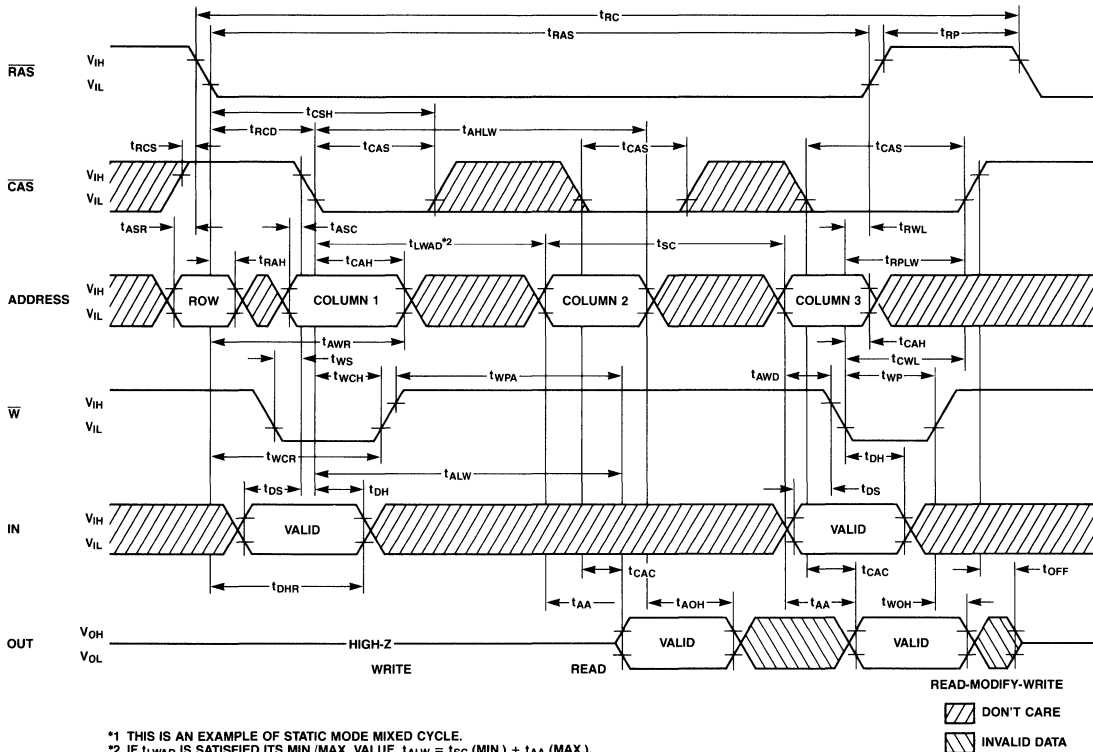 tRC
tRAS
tRP
RAS
VIH
VIL
tCSH
tRCD
tAHLW
tRCS
tCAS
tCAS
tCAS
CAS
VIH
VIL
tASR
tASC
tRWL
tLWAD*2
tSC
tRAH
tCAH
tRPLW
ADDRESS
VIH
VIL
ROW
COLUMN 1
COLUMN 2
COLUMN 3
tCAH
tAWR
tWS
tCWL
tWCH
tWPA
tAWD
tWP
W
VIH
VIL
tDH
tWCR
tALW
tDS
tDH
tDS
IN
VIH
VIL
VALID
VALID
tCAC
tCAC
tOFF
tDHR
tAA
tAOH
tAA
tWOH
OUT
VOH
VOL
HIGH-Z
VALID
VALID
WRITE
READ
READ-MODIFY-WRITE
DON'T CARE
INVALID DATA
*1 THIS IS AN EXAMPLE OF STATIC MODE MIXED CYCLE.
*2 IF tLWAD IS SATISFIED ITS MIN./MAX. VALUE, tALW = tSC (MIN.) + tAA (MAX.).